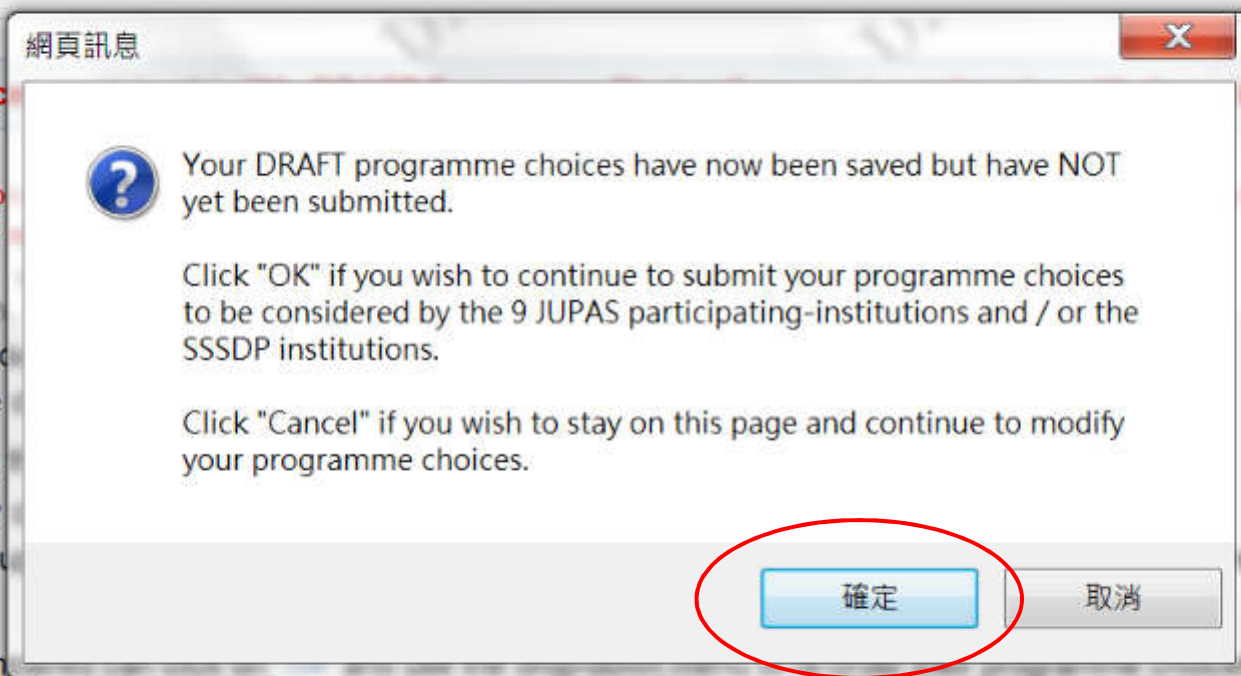 網頁訊息
Your DRAFT programme choices have now been saved but have NOT
yet been submitted.
Click "OK" if you wish to continue to submit your programme choices
to be considered by the 9 JUPAS participating-institutions and / or the
SSSDP institutions.
Click "Cancel" if you wish to stay on this page and continue to modify
your programme choices.
確定
取消